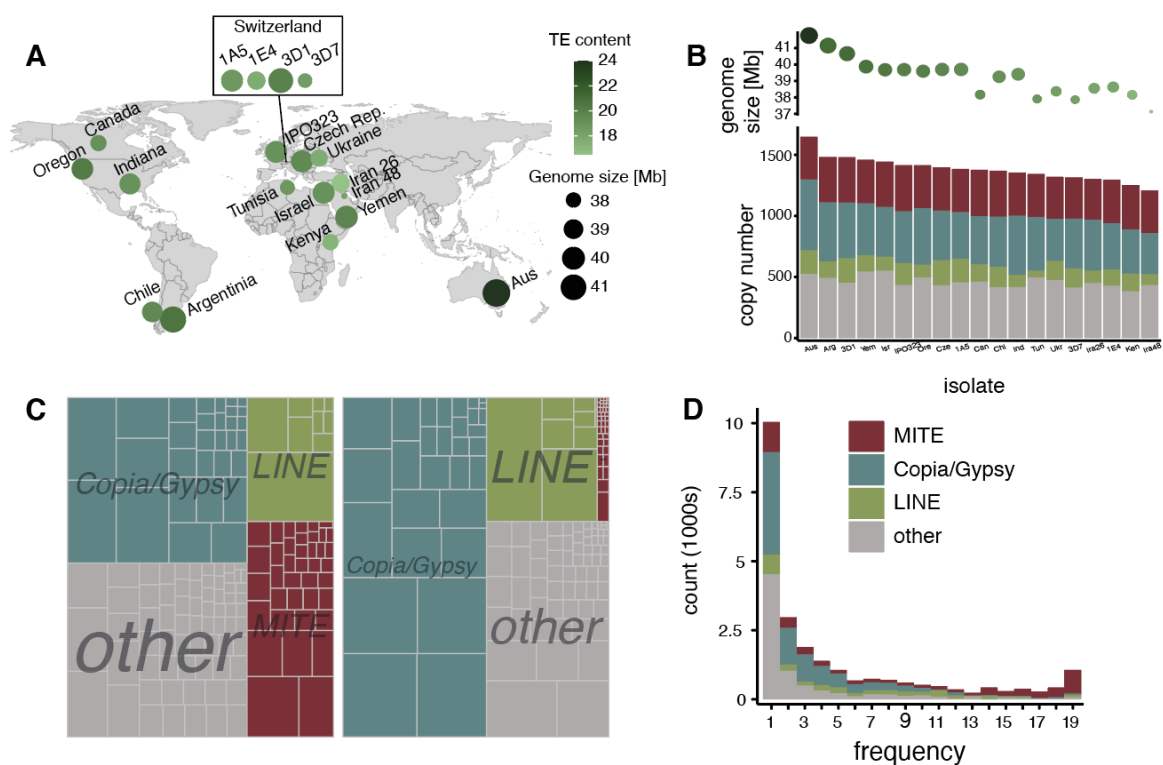 A
Switzerland
1A5 1E4 3D1 3D7
TE content
24
22
20
18
Genome size [Mb]
38
39
40
41
Canada
Oregon
Indiana
IPO323
Czech Rep.
Ukraine
Tunisia
Israel
Iran 26
Iran 48
Yemen
Kenya
Chile
Argentinia
Aus
B
genome
size [Mb]
41
40
39
38
37
copy number
1500
1000
500
0
Aus Arg 3D1 Yem Isr IPO323 Ore Cze 1A5 Can Chi Ind Tun Ukr 3D7 Ira26 1E4 Ken Ira48
isolate
C
Copia/Gypsy
LINE
other
MITE
Copia/Gypsy
LINE
other
D
count (1000s)
10
7.5
5
2.5
0
MITE
Copia/Gypsy
LINE
other
1 3 5 7 9 11 13 15 17 19
frequency